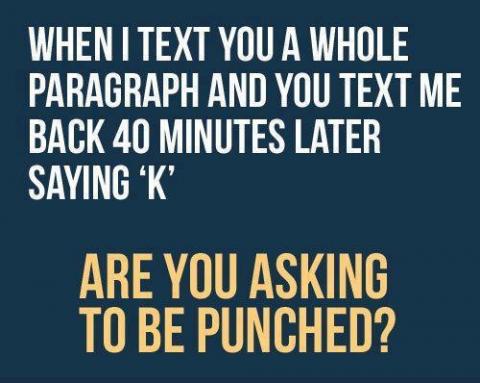 WHEN I TEXT YOU A WHOLE
PARAGRAPH AND YOU TEXT ME
BACK 40 MINUTES LATER
SAYING ‘K’
ARE YOU ASKING
TO BE PUNCHED?